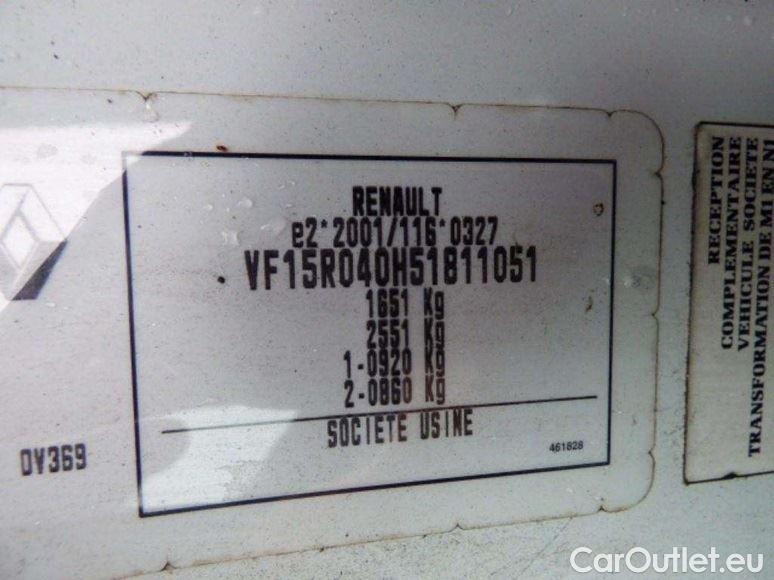 RENAULT
e2*2001/116*0327
VF15R040H51811051
1651 Kg
2551 Kg
1-0920 Kg
2-0860 Kg
SOCIETE USINE
461828
DV369
RECEPTION
COMPLEMENTAIRE
VEHICULE SOCIETE
TRANSFORMATION DE M1 EN N1
CarOutlet.eu